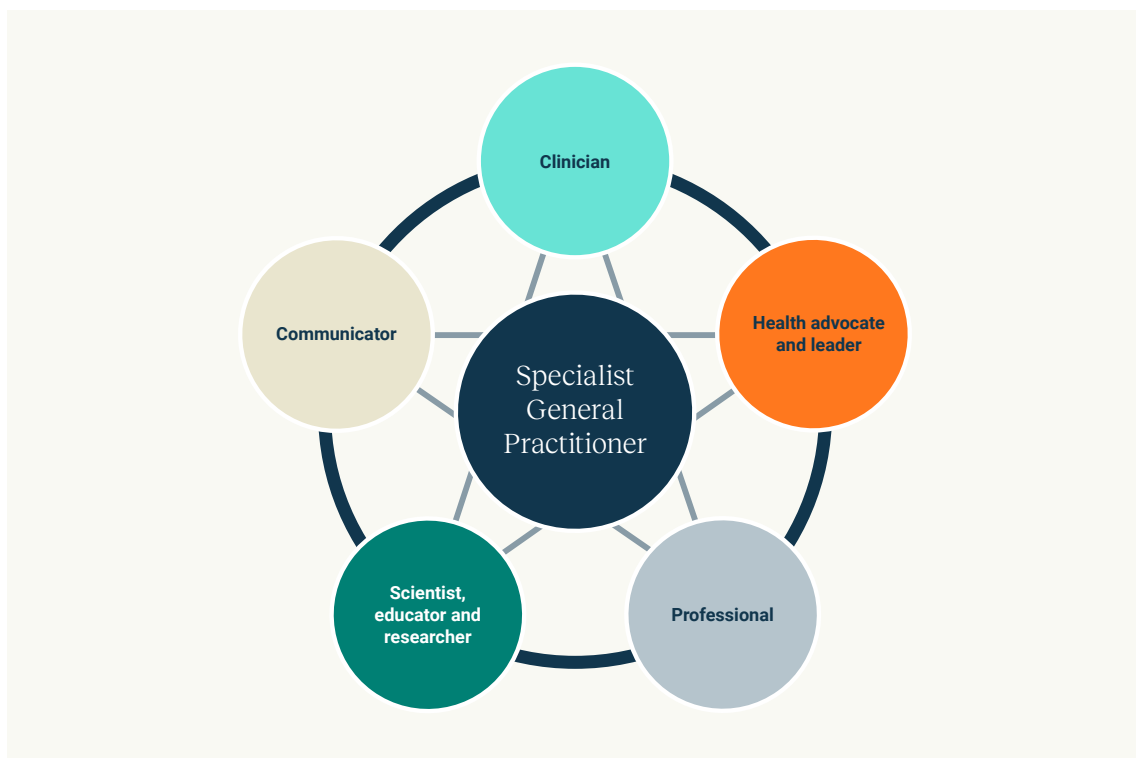 Clinician
Communicator
Health advocate
and leader
Specialist
General
Practitioner
Scientist,
educator and
researcher
Professional